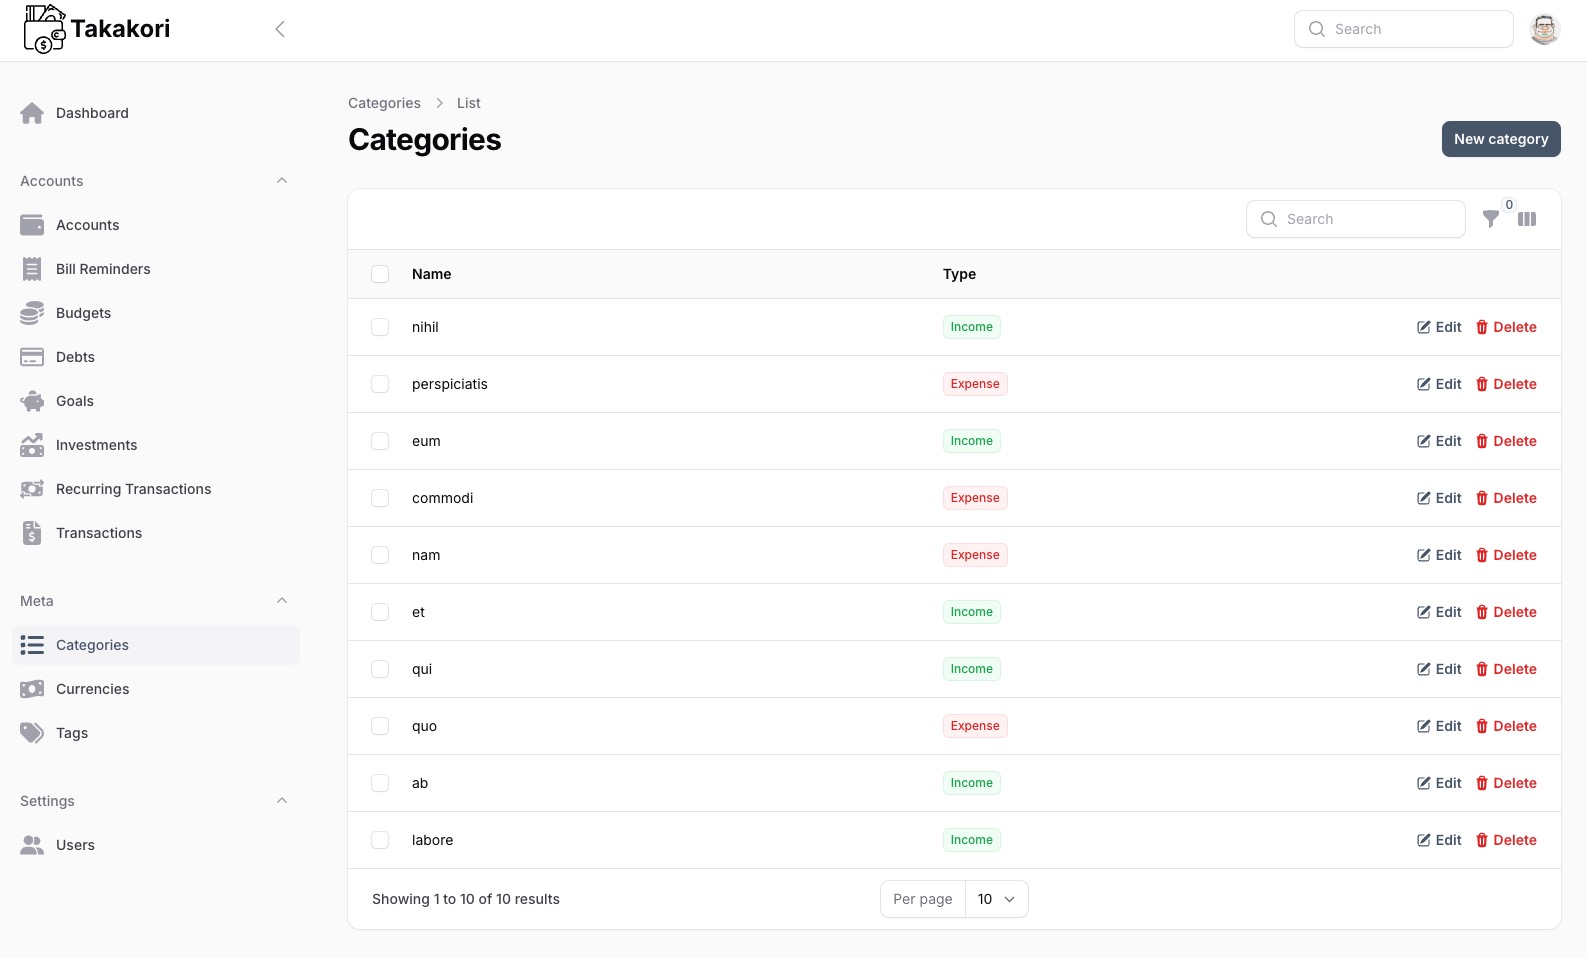 Takakori
Search
Dashboard
Accounts
Accounts
Bill Reminders
Budgets
Debts
Goals
Investments
Recurring Transactions
Transactions
Meta
Categories
Currencies
Tags
Settings
Users
Categories > List
Categories
New category
Search
0
Name Type
nihil Income Edit Delete
perspiciatis Expense Edit Delete
eum Income Edit Delete
commodi Expense Edit Delete
nam Expense Edit Delete
et Income Edit Delete
qui Income Edit Delete
quo Expense Edit Delete
ab Income Edit Delete
labore Income Edit Delete
Showing 1 to 10 of 10 results Per page 10